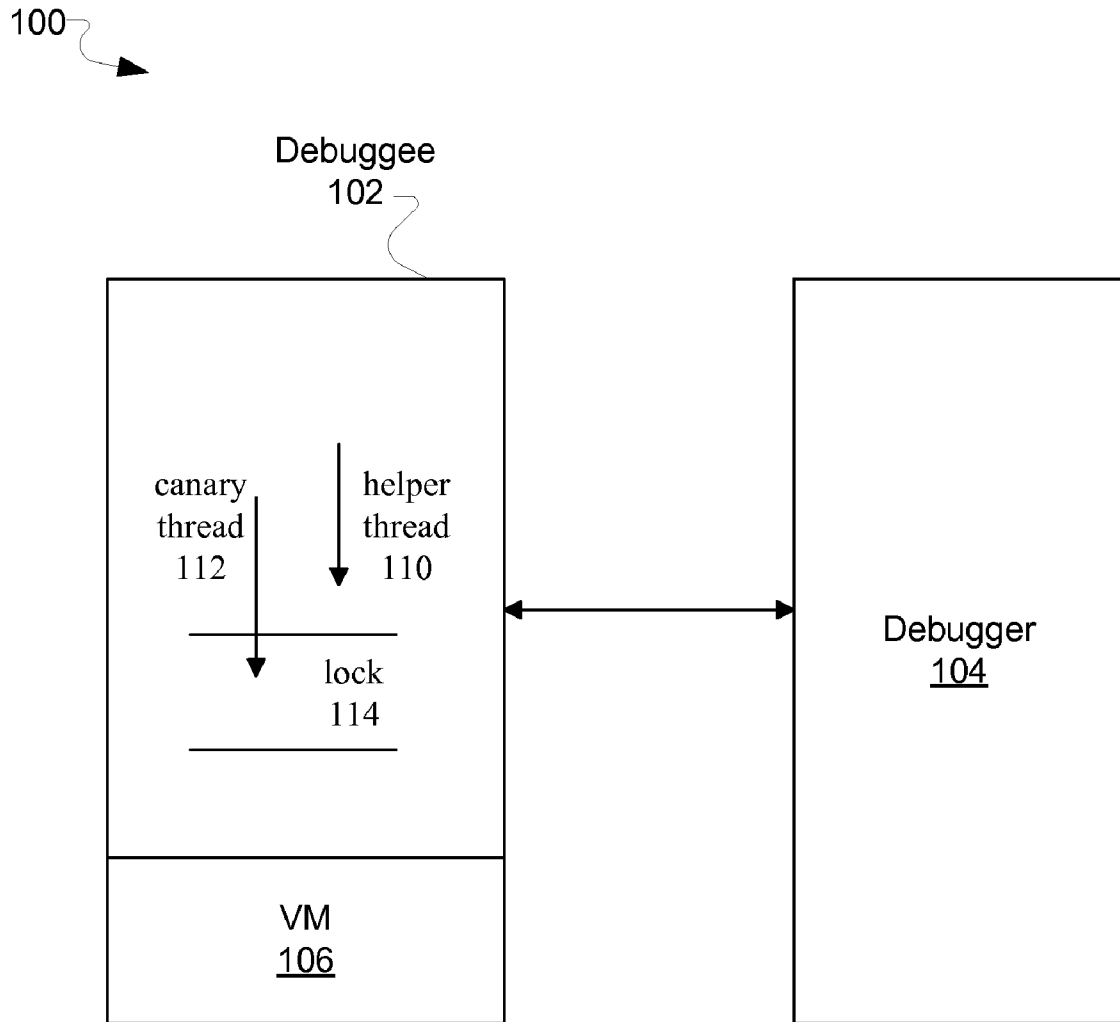 100
Debuggee
102
canary
thread
112
helper
thread
110
lock
114
Debugger
104
VM
106